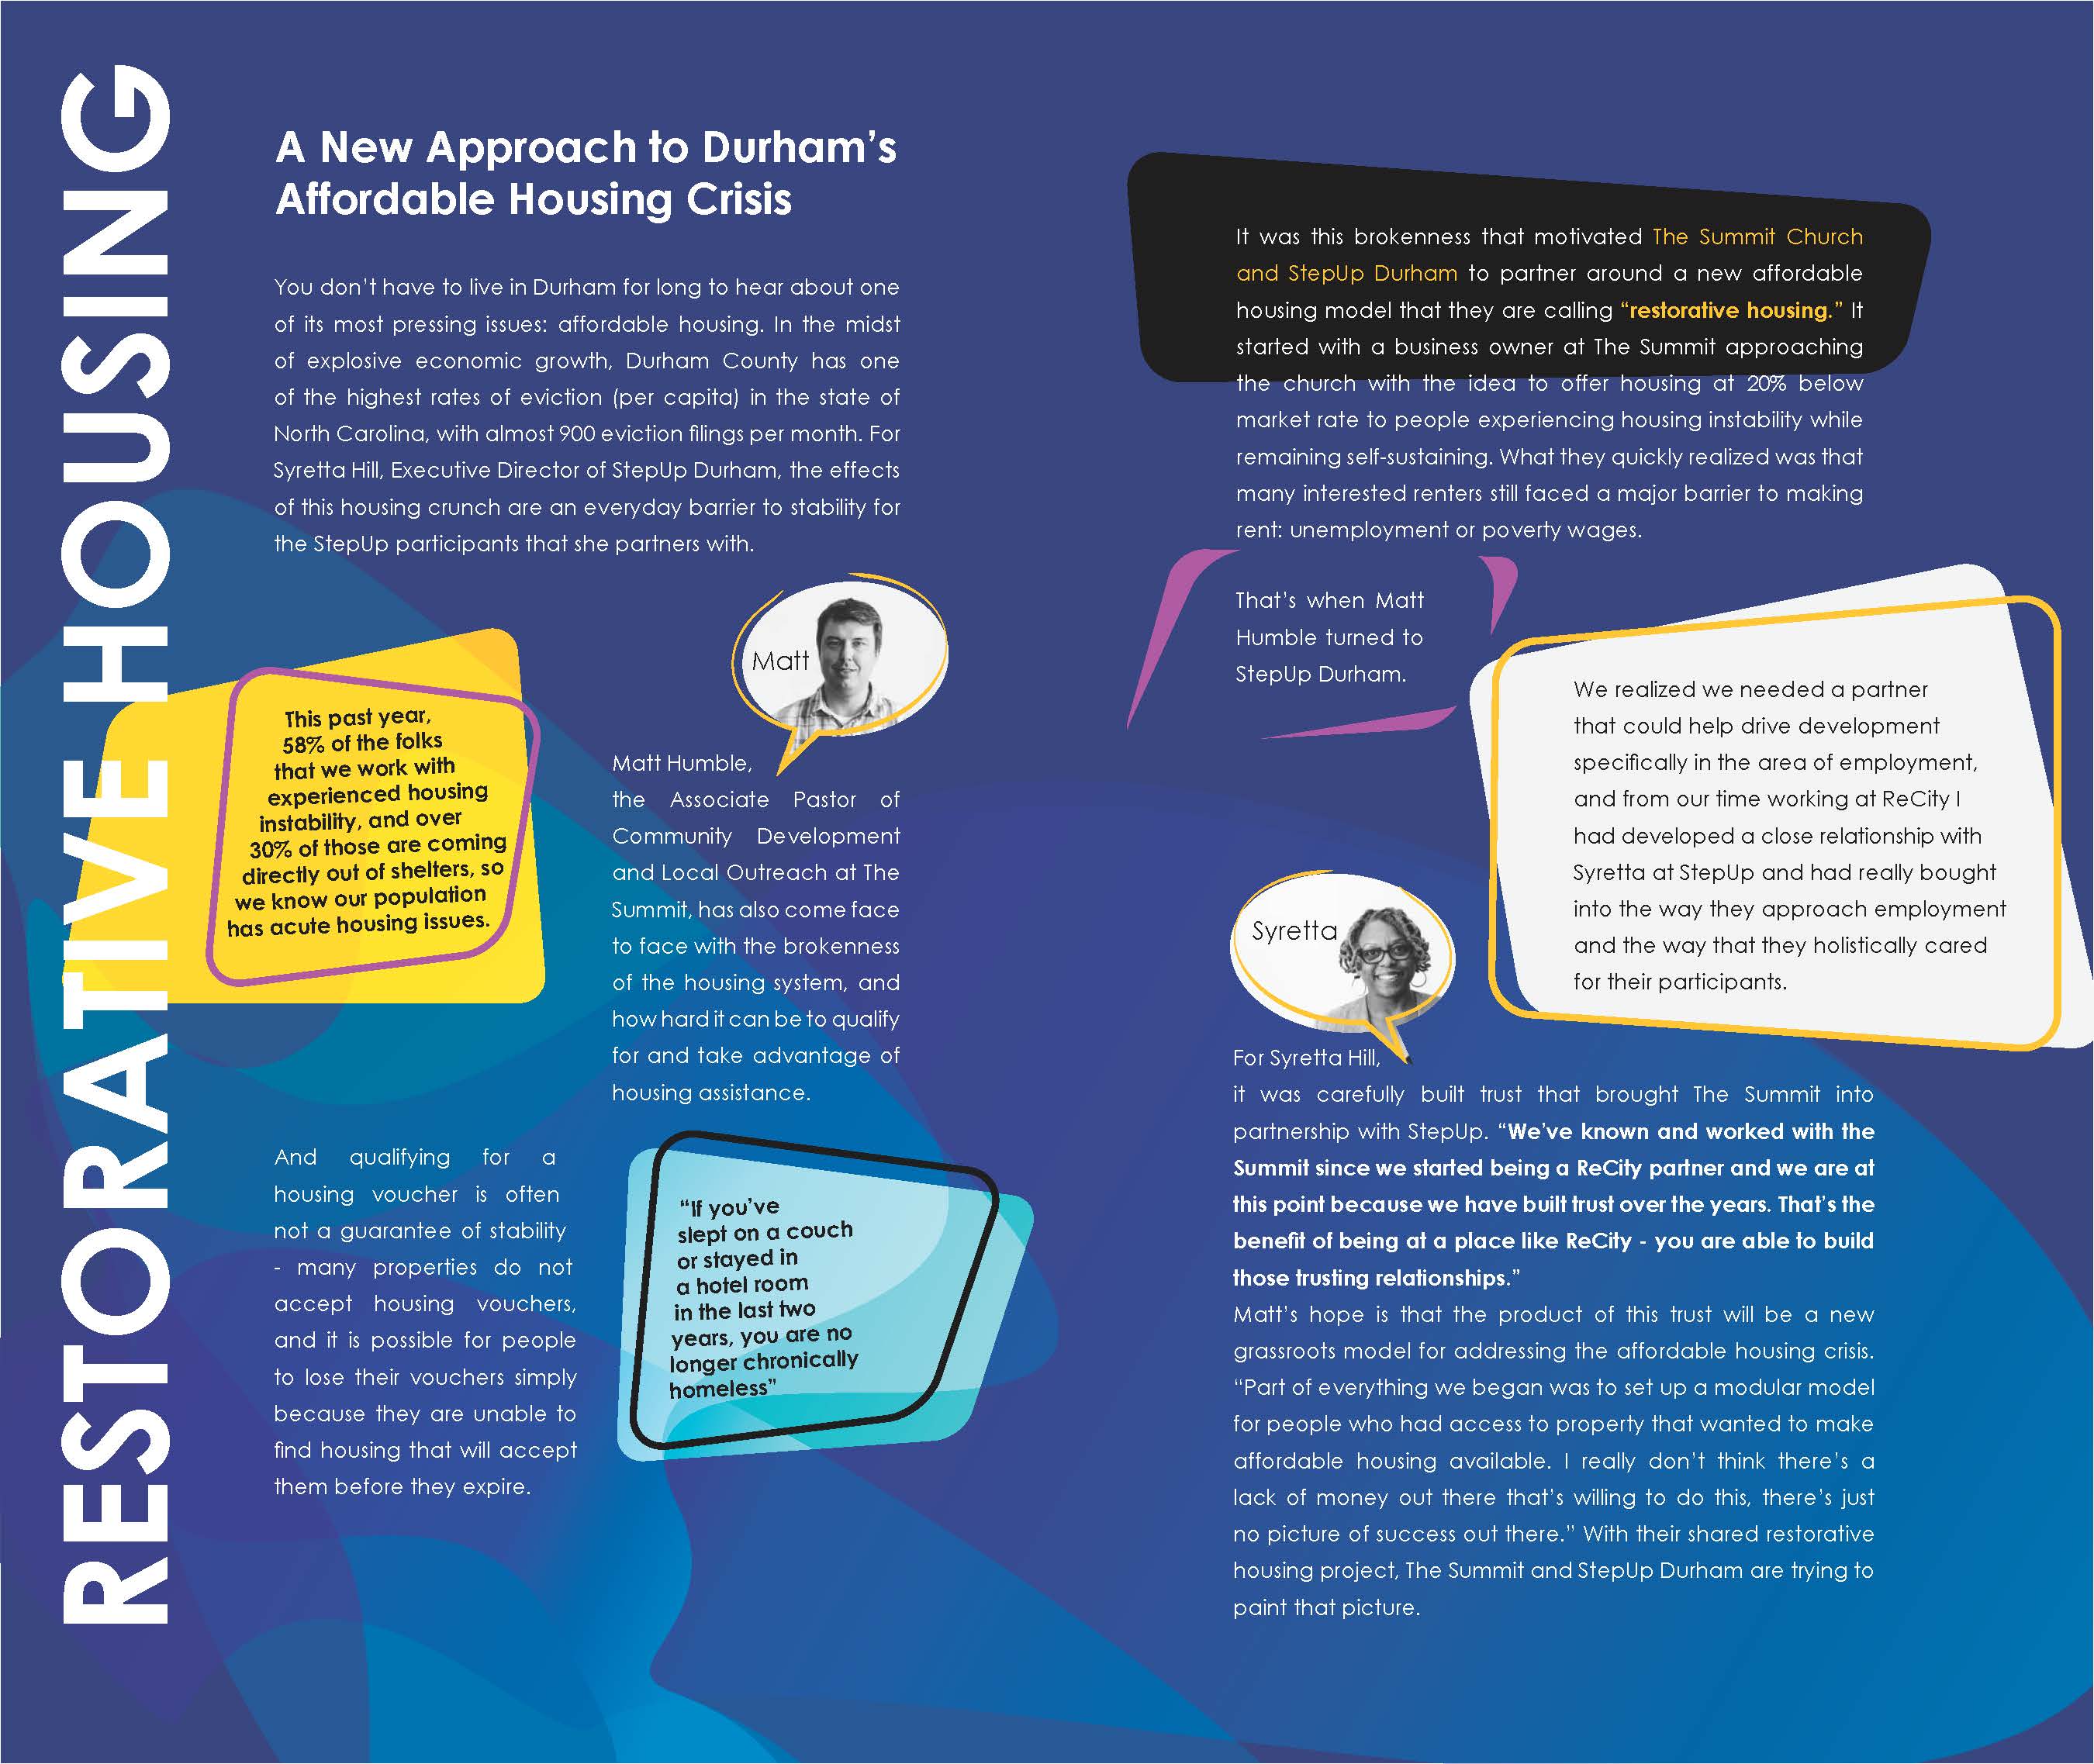 RESTORATIVE HOUSING
A New Approach to Durham's
Affordable Housing Crisis
You don't have to live in Durham for long to hear about one
of its most pressing issues: affordable housing. In the midst
of explosive economic growth, Durham County has one
of the highest rates of eviction (per capita) in the state of
North Carolina, with almost 900 eviction filings per month. For
Syretta Hill, Executive Director of StepUp Durham, the effects
of this housing crunch are an everyday barrier to stability for
the StepUp participants that she partners with.
This past year,
58% of the folks
that we work with
experienced housing
instability, and over
30% of those are coming
directly out of shelters, so
we know our population
has acute housing issues.
Matt
Matt Humble,
the Associate Pastor of
Community Development
and Local Outreach at The
Summit, has also come face
to face with the brokenness
of the housing system, and
how hard it can be to qualify
for and take advantage of
housing assistance.
And qualifying for a
housing voucher is often
not a guarantee of stability
- many properties do not
accept housing vouchers,
and it is possible for people
to lose their vouchers simply
because they are unable to
find housing that will accept
them before they expire.
"If you've
slept on a couch
or stayed in
a hotel room
in the last two
years, you are no
longer chronically
homeless"
It was this brokenness that motivated The Summit Church
and StepUp Durham to partner around a new affordable
housing model that they are calling "restorative housing." It
started with a business owner at The Summit approaching
the church with the idea to offer housing at 20% below
market rate to people experiencing housing instability while
remaining self-sustaining. What they quickly realized was that
many interested renters still faced a major barrier to making
rent: unemployment or poverty wages.
That's when Matt
Humble turned to
StepUp Durham.
We realized we needed a partner
that could help drive development
specifically in the area of employment,
and from our time working at ReCity I
had developed a close relationship with
Syretta at StepUp and had really bought
into the way they approach employment
and the way that they holistically cared
for their participants.
Syretta
For Syretta Hill,
it was carefully built trust that brought The Summit into
partnership with StepUp. "We've known and worked with the
Summit since we started being a ReCity partner and we are at
this point because we have built trust over the years. That's the
benefit of being at a place like ReCity - you are able to build
those trusting relationships."
Matt's hope is that the product of this trust will be a new
grassroots model for addressing the affordable housing crisis.
"Part of everything we began was to set up a modular model
for people who had access to property that wanted to make
affordable housing available. I really don't think there's a
lack of money out there that's willing to do this, there's just
no picture of success out there." With their shared restorative
housing project, The Summit and StepUp Durham are trying to
paint that picture.